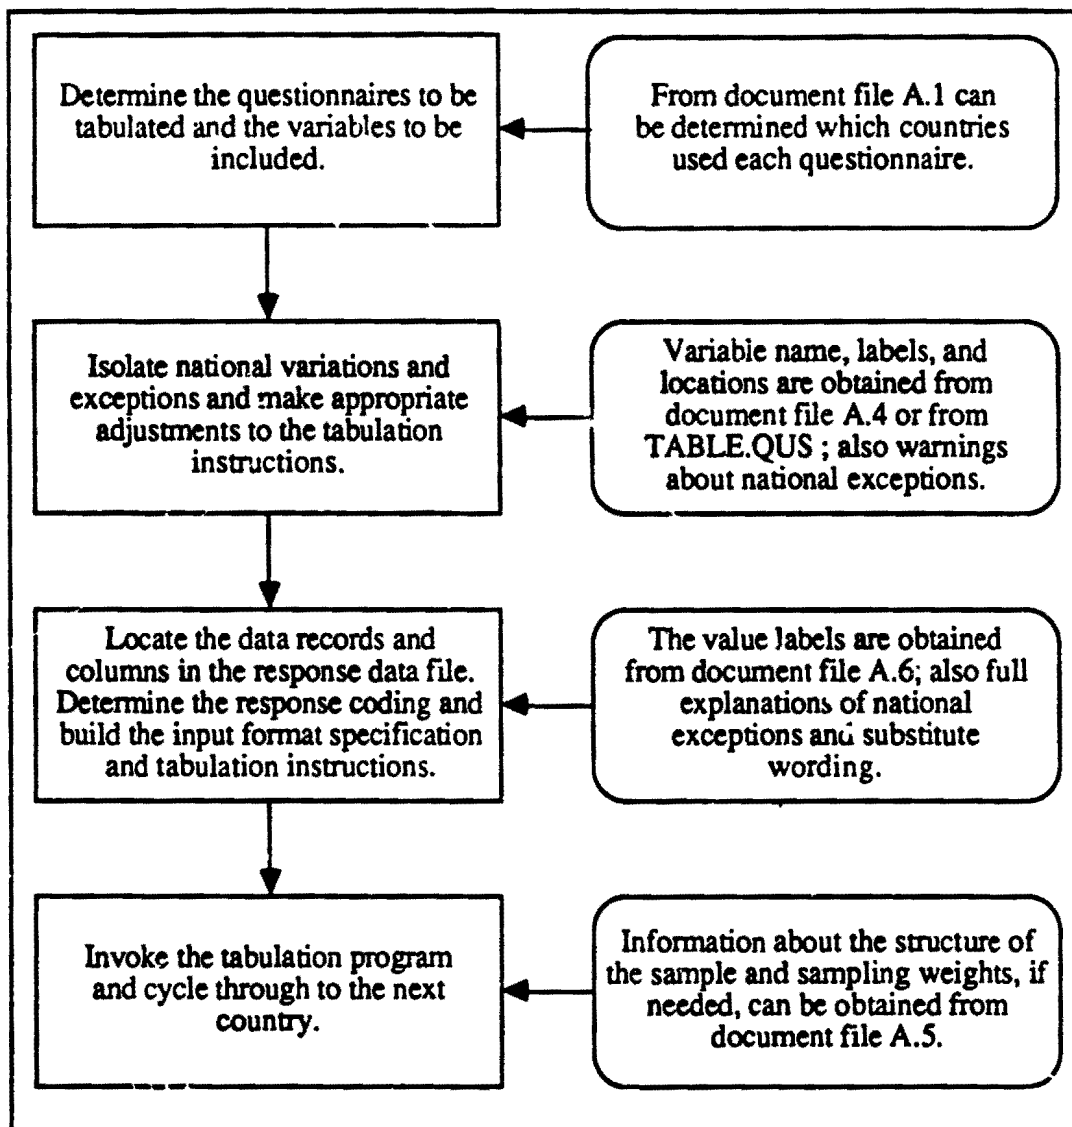 Determine the questionnaires to be
tabulated and the variables to be
included.
From document file A.1 can
be determined which countries
used each questionnaire.
Isolate national variations and
exceptions and make appropriate
adjustments to the tabulation
instructions.
Variable name, labels, and
locations are obtained from
document file A.4 or from
TABLE.QUS ; also warnings
about national exceptions.
Locate the data records and
columns in the response data file.
Determine the response coding and
build the input format specification
and tabulation instructions.
The value labels are obtained
from document file A.6; also full
explanations of national
exceptions and substitute
wording.
Invoke the tabulation program
and cycle through to the next
country.
Information about the structure of
the sample and sampling weights, if
needed, can be obtained from
document file A.5.